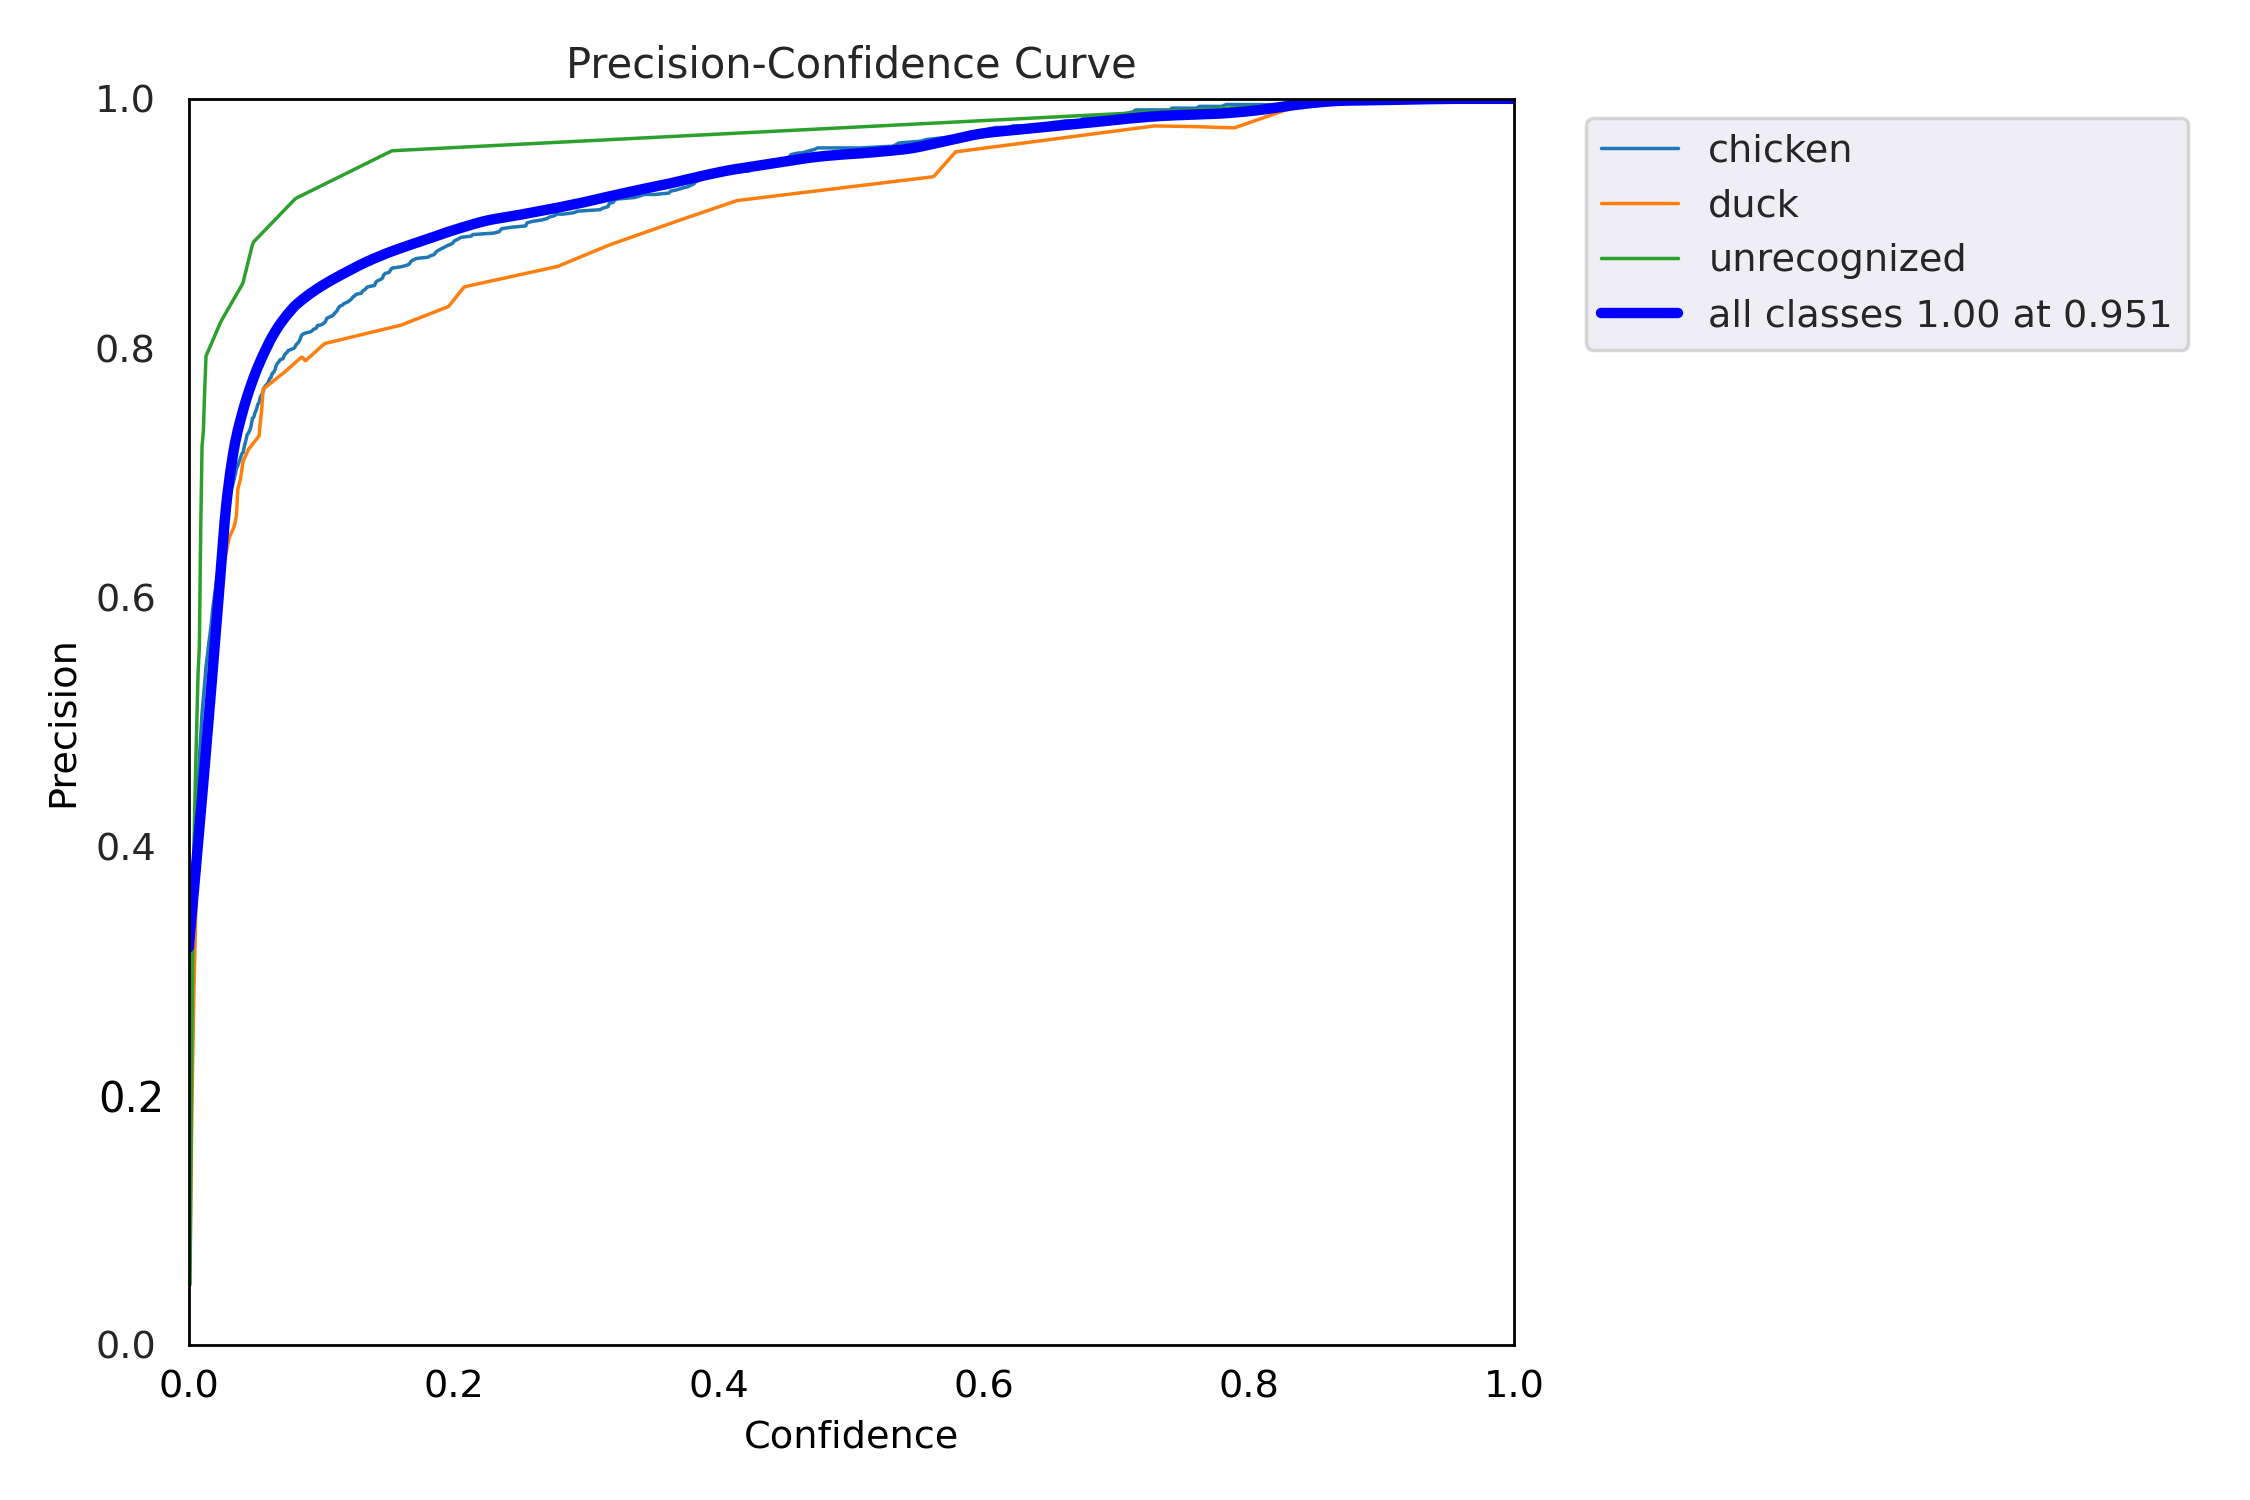 Precision-Confidence Curve
1.0
0.8
0.6
0.4
0.2
0.0
Precision
0.0 0.2 0.4 0.6 0.8 1.0
Confidence
chicken
duck
unrecognized
all classes 1.00 at 0.951